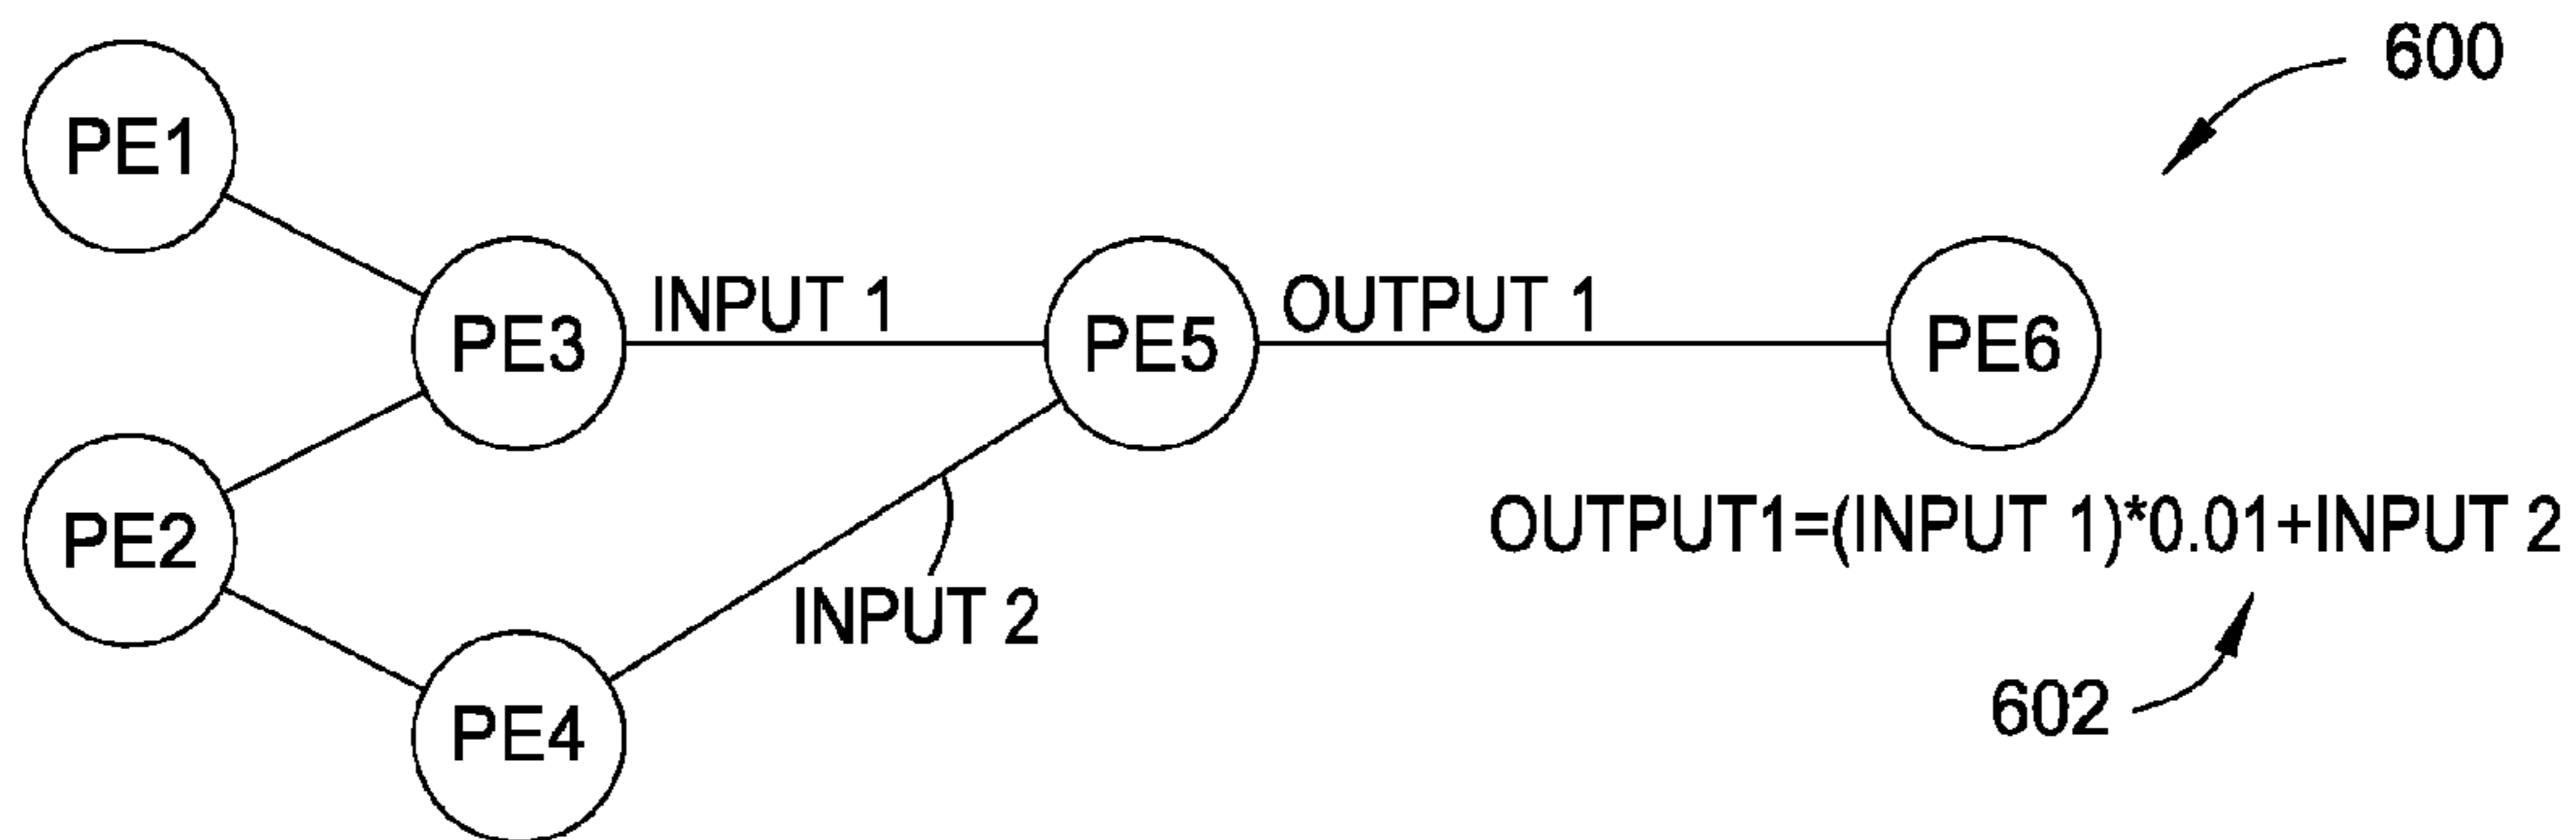 600
PE1
INPUT 1
OUTPUT 1
PE3
PE5
PE6
PE2
OUTPUT1=(INPUT 1)*0.01+INPUT 2
INPUT 2
602
PE4